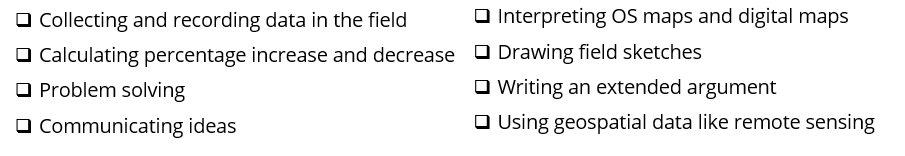 ❑ Collecting and recording data in the field
❑ Calculating percentage increase and decrease
❑ Problem solving
❑ Communicating ideas
❑ Interpreting OS maps and digital maps
❑ Drawing field sketches
❑ Writing an extended argument
❑ Using geospatial data like remote sensing